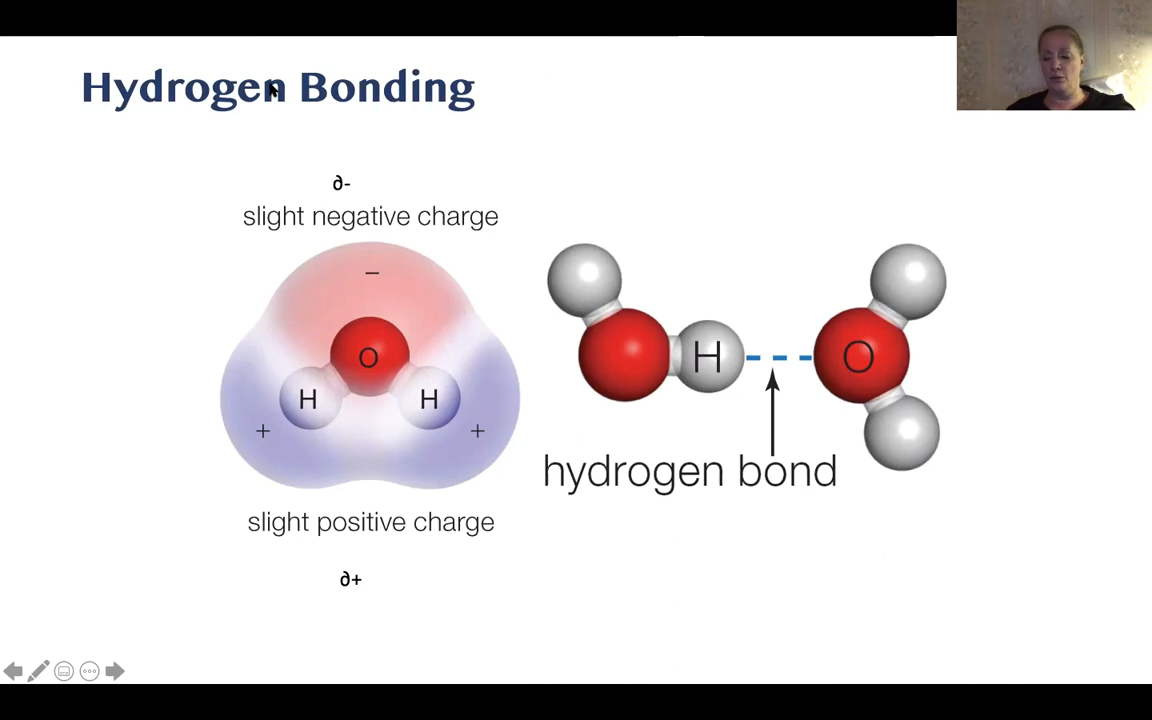 Hydrogen Bonding
∂-
slight negative charge
−
O
H
H
+
+
slight positive charge
∂+
H
O
hydrogen bond